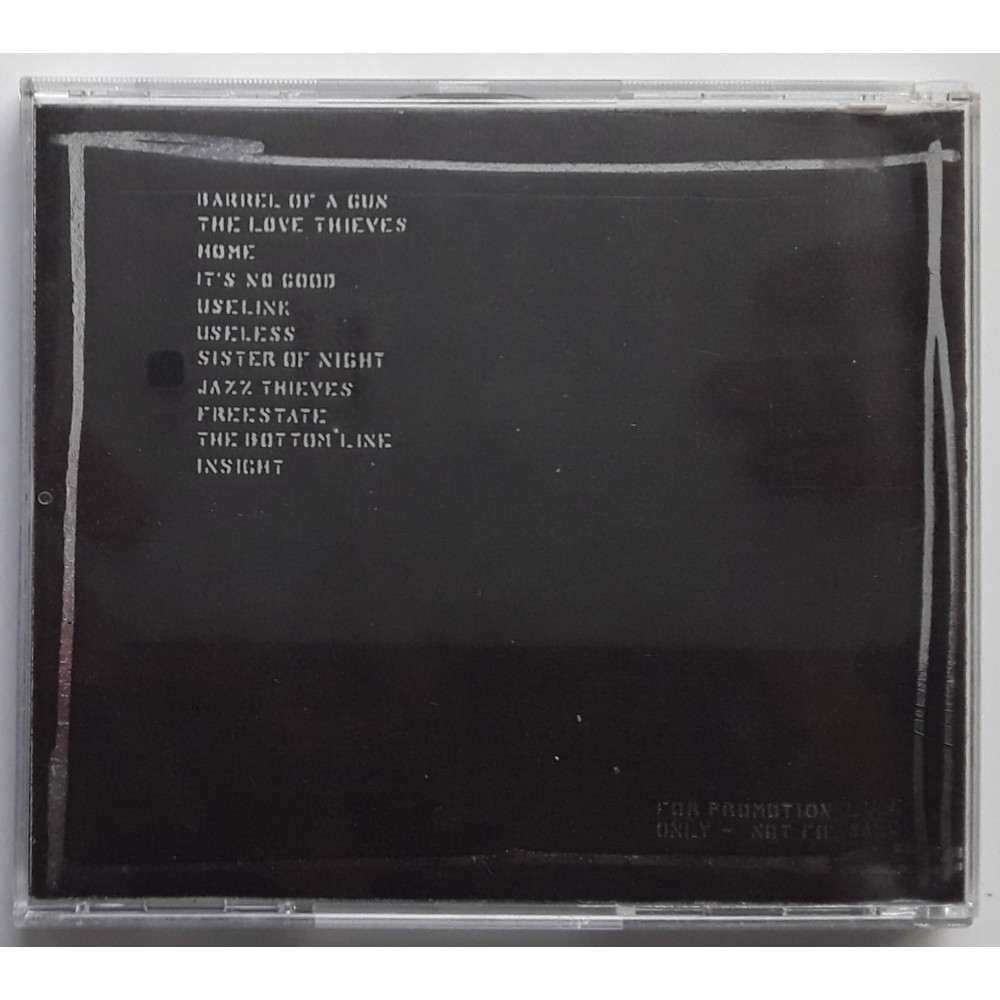 BARREL OF A GUN
THE LOVE THIEVES
HOME
IT'S NO GOOD
USELINK
USELESS
SISTER OF NIGHT
JAZZ THIEVES
FREESTATE
THE BOTTOM LINE
INSIGHT
FOR PROMOTION
ONLY - NOT